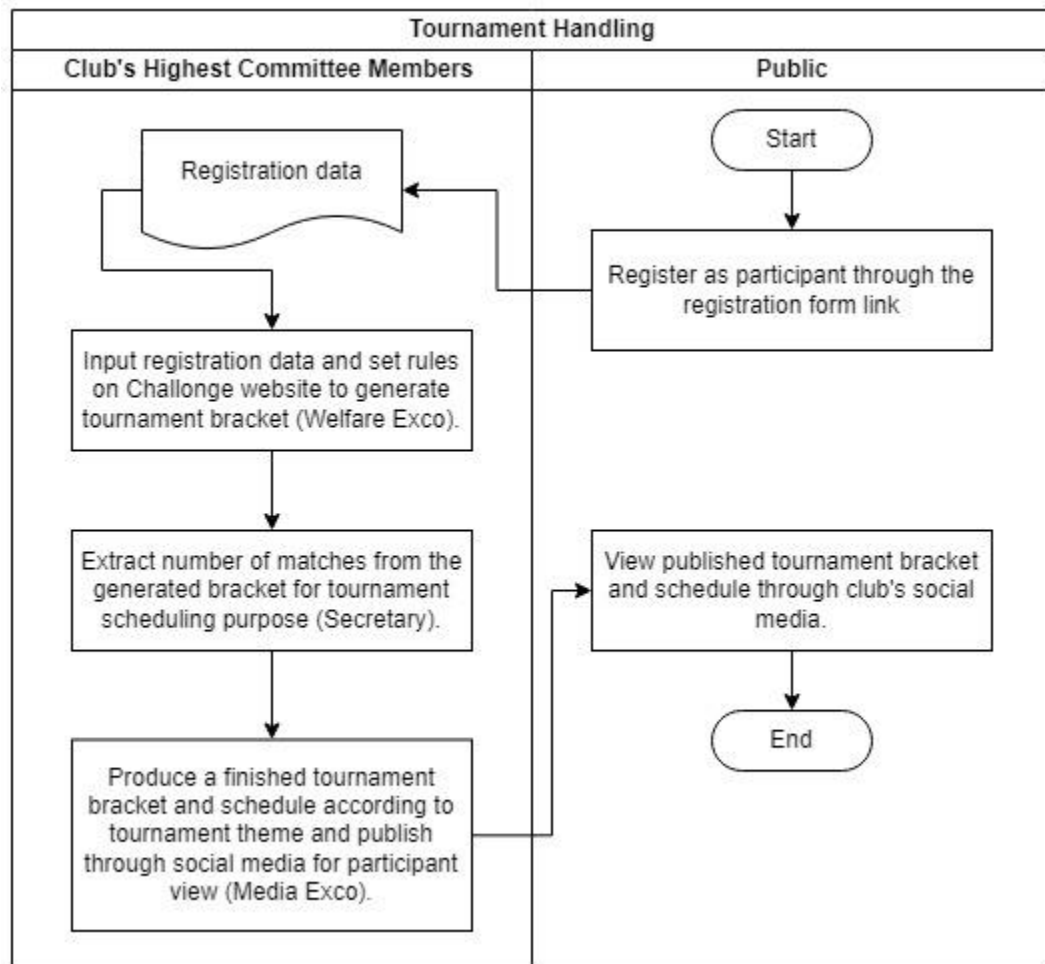 Tournament Handling
Club's Highest Committee Members
Public
Start
Registration data
Register as participant through the
registration form link
Input registration data and set rules
on Challonge website to generate
tournament bracket (Welfare Exco).
Extract number of matches from the
generated bracket for tournament
scheduling purpose (Secretary).
Produce a finished tournament
bracket and schedule according to
tournament theme and publish
through social media for participant
view (Media Exco).
View published tournament bracket
and schedule through club's social
media.
End